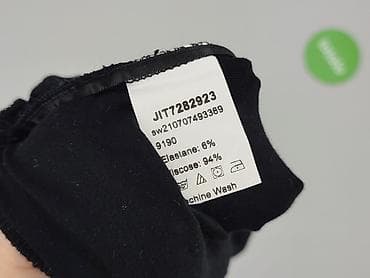 JIT7282923
sw210707493389
9190
Elastane: 6%
Viscose: 94%
Machine Wash